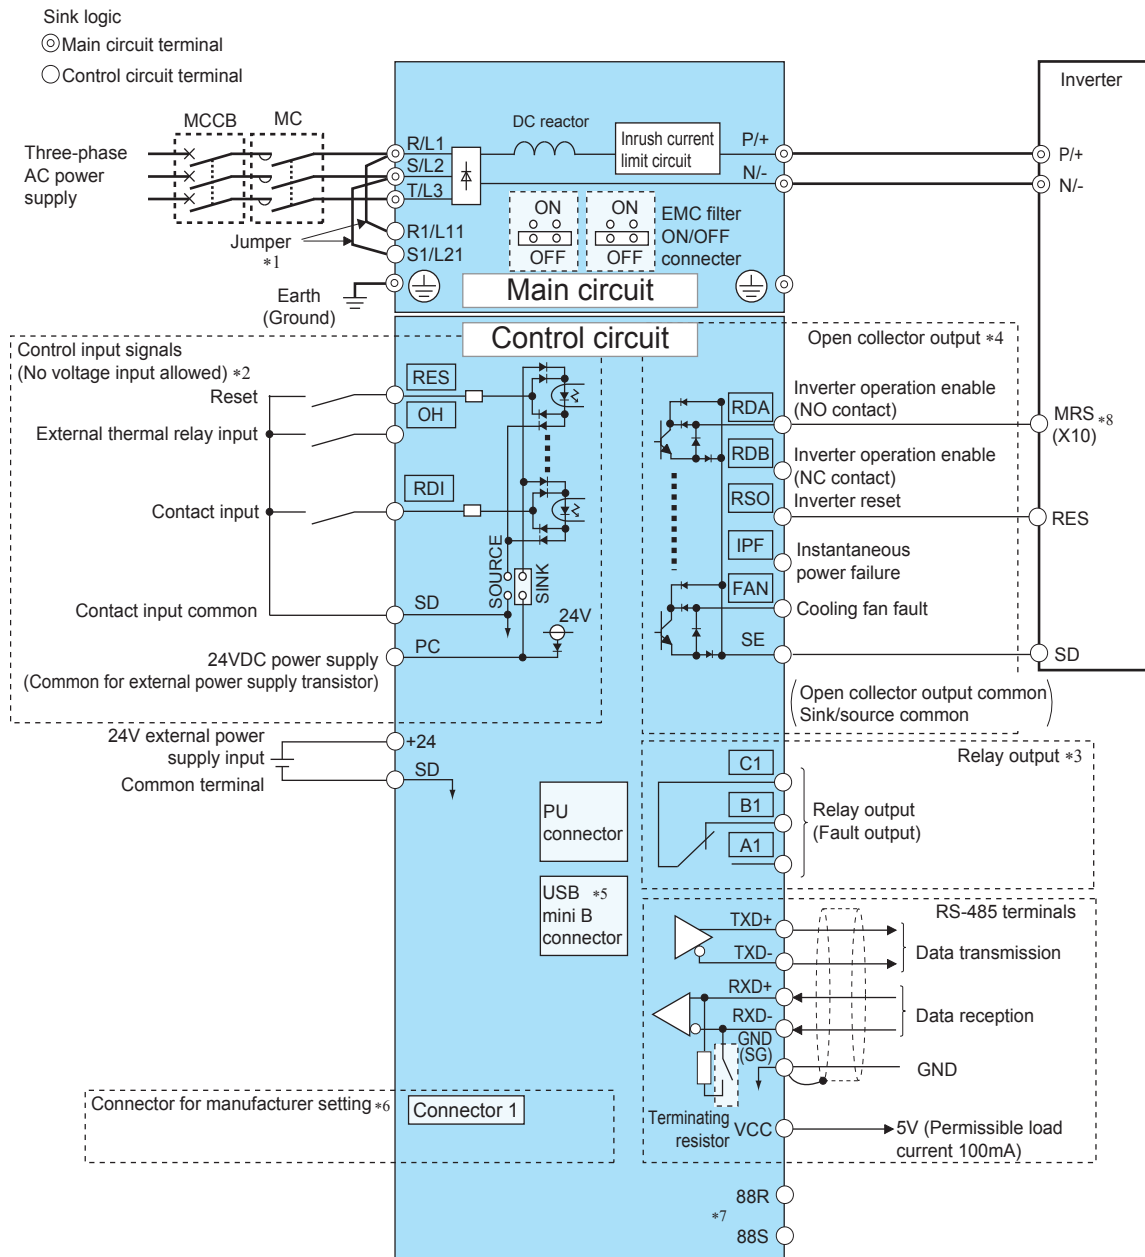 Sink logic
Main circuit terminal
Control circuit terminal
MCCB
MC
Three-phase
AC power
supply
R/L1
S/L2
T/L3
R1/L11
S1/L21
Jumper
*1
Earth
(Ground)
DC reactor
Inrush current
limit circuit
P/+
N/-
ON
OFF
ON
OFF
EMC filter
ON/OFF
connecter
Main circuit
Inverter
P/+
N/-
Control circuit
Control input signals
(No voltage input allowed) *2
Reset
RES
OH
External thermal relay input
RDI
Contact input
SOURCE
SINK
Contact input common
SD
24V
PC
24VDC power supply
(Common for external power supply transistor)
24V external power
supply input
+24
Common terminal
SD
Open collector output *4
RDA
Inverter operation enable
(NO contact)
MRS *8
(X10)
RDB
Inverter operation enable
(NC contact)
RSO
Inverter reset
RES
IPF
Instantaneous
power failure
FAN
Cooling fan fault
SE
SD
Open collector output common
Sink/source common
Relay output *3
C1
B1
A1
Relay output
(Fault output)
PU
connector
USB *5
mini B
connector
RS-485 terminals
TXD+
TXD-
Data transmission
RXD+
RXD-
Data reception
GND
(SG)
GND
Terminating
resistor
VCC
5V (Permissible load
current 100mA)
Connector for manufacturer setting *6
Connector 1
88R
*7
88S